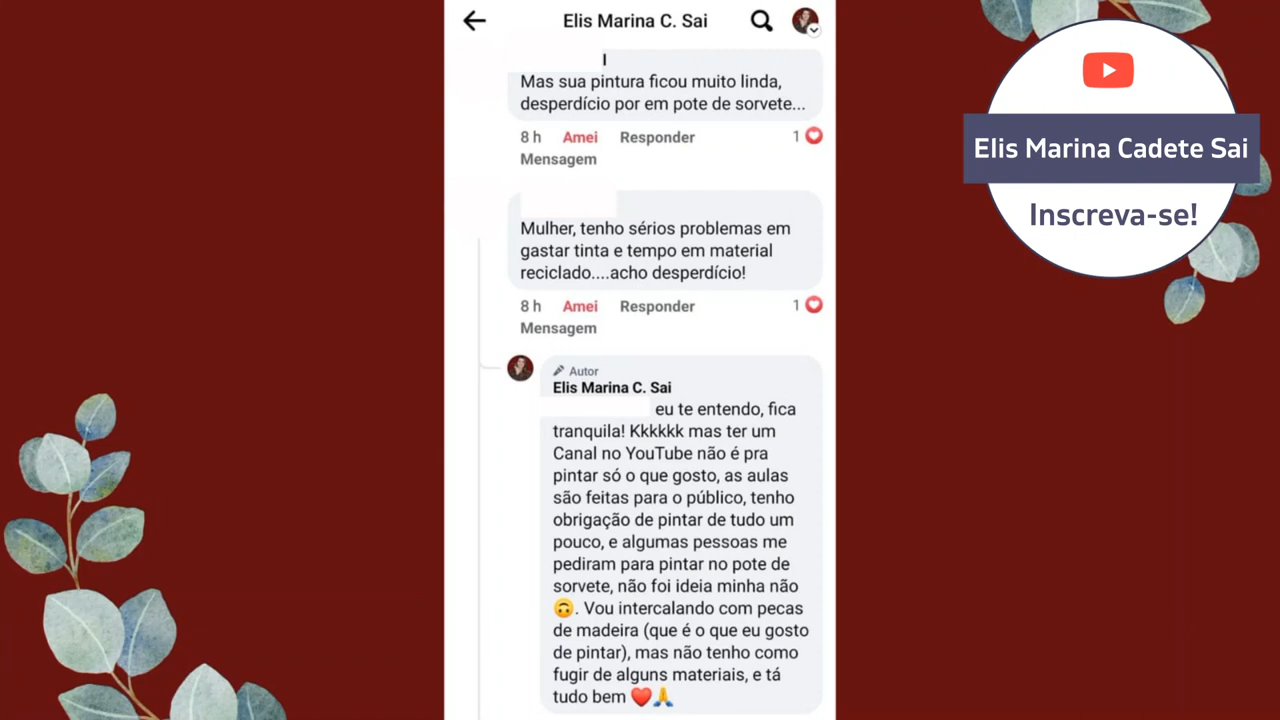 Elis Marina C. Sai
Mas sua pintura ficou muito linda,
desperdício por em pote de sorvete...
8 h Amei Responder 1
Mensagem
Mulher, tenho sérios problemas em
gastar tinta e tempo em material
reciclado....acho desperdício!
8 h Amei Responder 1
Mensagem
Autor
Elis Marina C. Sai
eu te entendo, fica
tranquila! Kkkkkk mas ter um
Canal no YouTube não é pra
pintar só o que gosto, as aulas
são feitas para o público, tenho
obrigação de pintar de tudo um
pouco, e algumas pessoas me
pediram para pintar no pote de
sorvete, não foi ideia minha não
🙃. Vou intercalando com pecas
de madeira (que é o que eu gosto
de pintar), mas não tenho como
fugir de alguns materiais, e tá
tudo bem ❤️🙏
Elis Marina Cadete Sai
Inscreva-se!